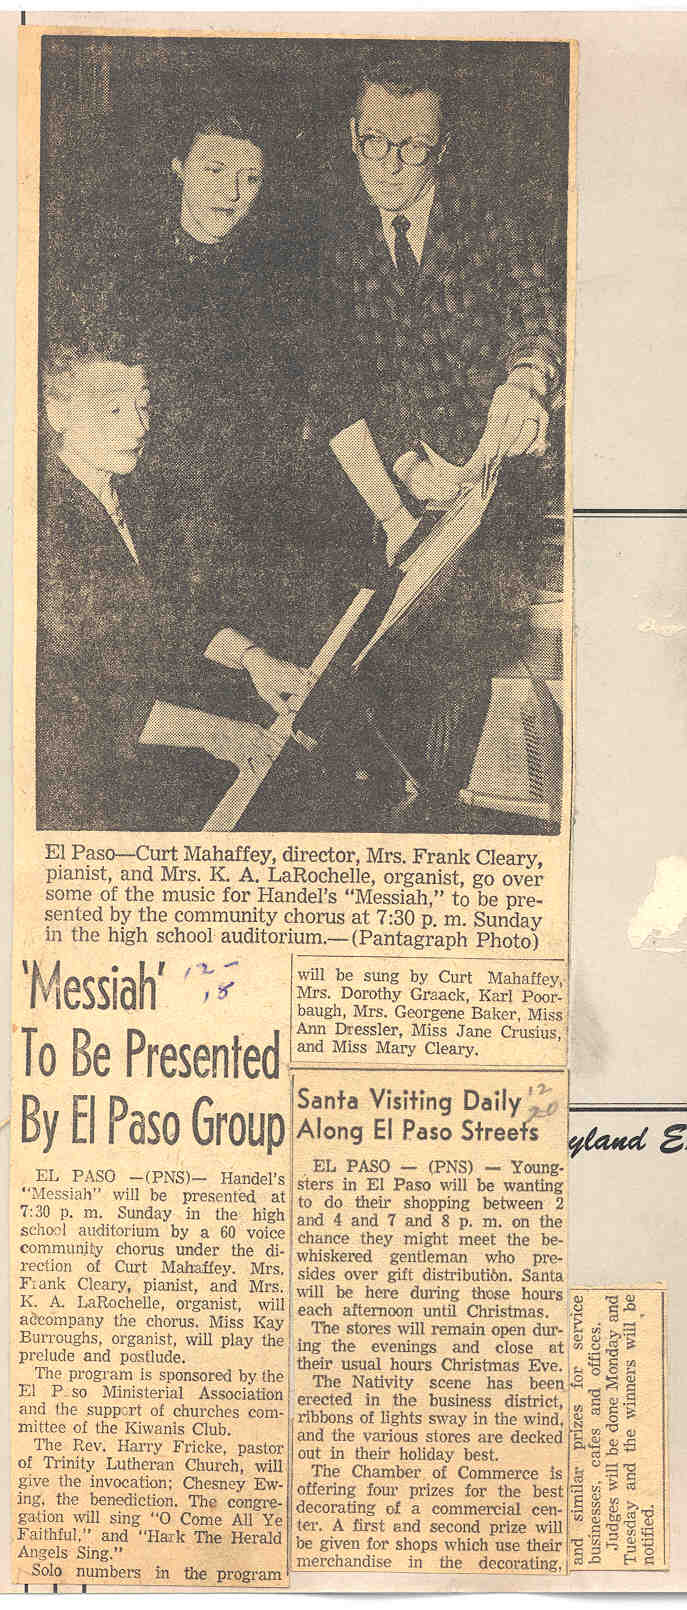 El Paso—Curt Mahaffey, director, Mrs. Frank Cleary,
pianist, and Mrs. K. A. LaRochelle, organist, go over
some of the music for Handel's "Messiah," to be pre-
sented by the community chorus at 7:30 p. m. Sunday
in the high school auditorium.—(Pantagraph Photo)
'Messiah'
12-
18
To Be Presented
By El Paso Group
EL PASO —(PNS)— Handel's
"Messiah" will be presented at
7:30 p. m. Sunday in the high
school auditorium by a 60 voice
community chorus under the di-
rection of Curt Mahaffey. Mrs.
Frank Cleary, pianist, and Mrs.
K. A. LaRochelle, organist, will
accompany the chorus. Miss Kay
Burroughs, organist, will play the
prelude and postlude.
The program is sponsored by the
El P so Ministerial Association
and the support of churches com-
mittee of the Kiwanis Club.
The Rev. Harry Fricke, pastor
of Trinity Lutheran Church, will
give the invocation; Chesney Ew-
ing, the benediction. The congre-
gation will sing "O Come All Ye
Faithful," and "Hark The Herald
Angels Sing."
Solo numbers in the program
will be sung by Curt Mahaffey,
Mrs. Dorothy Graack, Karl Poor-
baugh, Mrs. Georgene Baker, Miss
Ann Dressler, Miss Jane Crusius,
and Miss Mary Cleary.
Santa Visiting Daily
12
20
Along El Paso Streets
EL PASO — (PNS) — Young-
sters in El Paso will be wanting
to do their shopping between 2
and 4 and 7 and 8 p. m. on the
chance they might meet the be-
whiskered gentleman who pre-
sides over gift distribution. Santa
will be here during those hours
each afternoon until Christmas.
The stores will remain open dur-
ing the evenings and close at
their usual hours Christmas Eve.
The Nativity scene has been
erected in the business district,
ribbons of lights sway in the wind,
and the various stores are decked
out in their holiday best.
The Chamber of Commerce is
offering four prizes for the best
decorating of a commercial cen-
ter. A first and second prize will
be given for shops which use their
merchandise in the decorating,
and similar prizes for service
businesses, cafes and offices.
Judges will be done Monday and
Tuesday and the winners will be
notified.
yland E